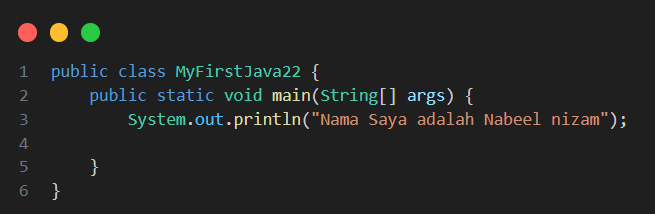 1 public class MyFirstJava22 {
2 public static void main(String[] args) {
3 System.out.println("Nama Saya adalah Nabeel nizam");
4
5 }
6 }